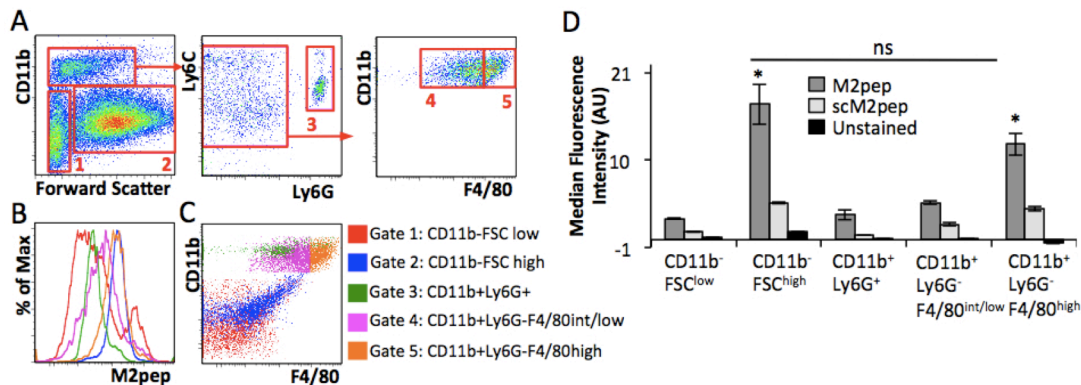 A
CD11b
1
2
Forward Scatter
Ly6C
3
Ly6G
CD11b
4
5
F4/80
B
% of Max
M2pep
C
CD11b
F4/80
Gate 1: CD11b-FSC low
Gate 2: CD11b-FSC high
Gate 3: CD11b+Ly6G+
Gate 4: CD11b+Ly6G-F4/80int/low
Gate 5: CD11b+Ly6G-F4/80high
D
Median Fluorescence
Intensity (AU)
21
10
-1
ns
*
*
M2pep
scM2pep
Unstained
CD11b-
FSClow
CD11b-
FSChigh
CD11b+
Ly6G+
CD11b+
Ly6G-
F4/80int/low
CD11b+
Ly6G-
F4/80high